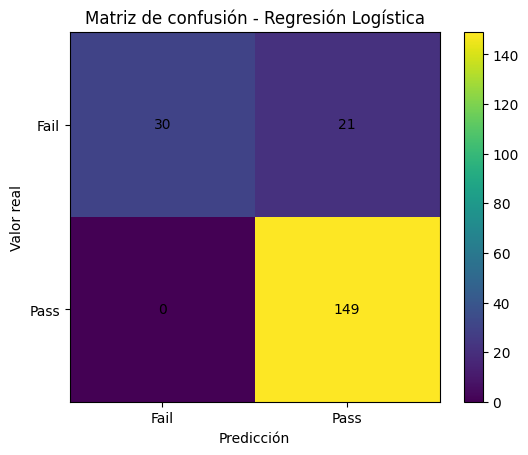 Matriz de confusión - Regresión Logística
140
120
100
80
60
40
20
0
Fail
30
21
Valor real
Pass
0
149
Fail
Pass
Predicción